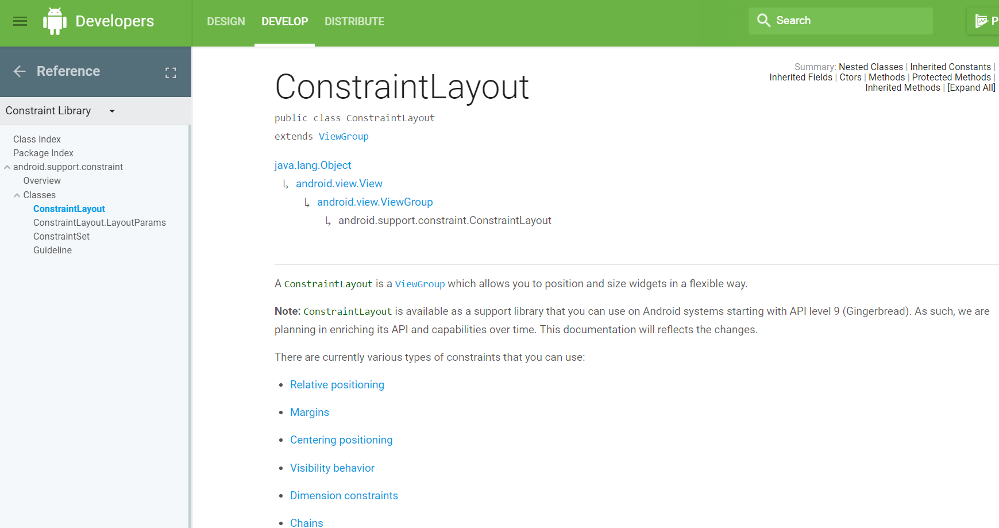 Developers
DESIGN DEVELOP DISTRIBUTE
Search
P
Reference
Constraint Library
Class Index
Package Index
android.support.constraint
Overview
Classes
ConstraintLayout
ConstraintLayout.LayoutParams
ConstraintSet
Guideline
Summary: Nested Classes | Inherited Constants |
Inherited Fields | Ctors | Methods | Protected Methods |
Inherited Methods | [Expand All]
ConstraintLayout
public class ConstraintLayout
extends ViewGroup
java.lang.Object
↳ android.view.View
↳ android.view.ViewGroup
↳ android.support.constraint.ConstraintLayout
A ConstraintLayout is a ViewGroup which allows you to position and size widgets in a flexible way.
Note: ConstraintLayout is available as a support library that you can use on Android systems starting with API level 9 (Gingerbread). As such, we are
planning in enriching its API and capabilities over time. This documentation will reflects the changes.
There are currently various types of constraints that you can use:
• Relative positioning
• Margins
• Centering positioning
• Visibility behavior
• Dimension constraints
• Chains